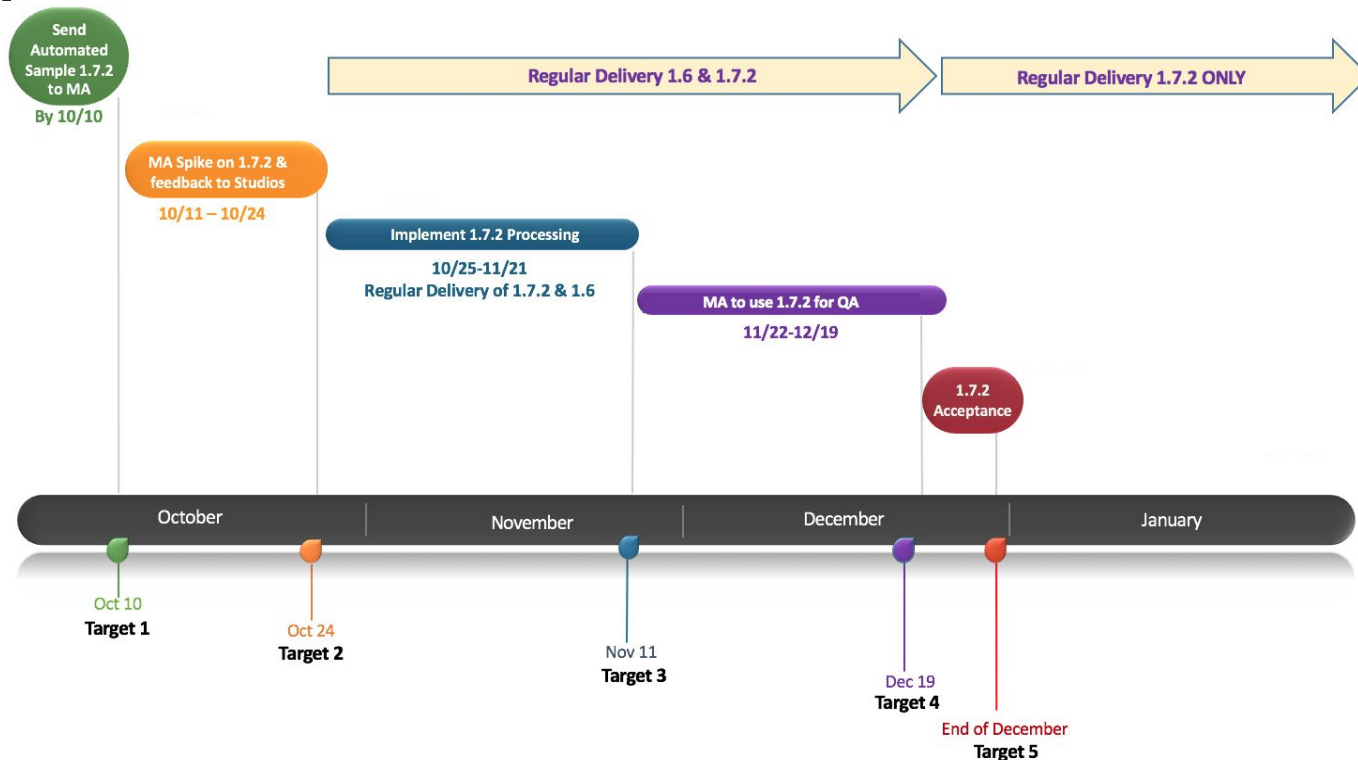 Send
Automated
Sample 1.7.2
to MA
By 10/10
Regular Delivery 1.6 & 1.7.2
Regular Delivery 1.7.2 ONLY
MA Spike on 1.7.2 &
feedback to Studios
10/11 – 10/24
Implement 1.7.2 Processing
10/25-11/21
Regular Delivery of 1.7.2 & 1.6
MA to use 1.7.2 for QA
11/22-12/19
1.7.2
Acceptance
October
November
December
January
Oct 10
Target 1
Oct 24
Target 2
Nov 11
Target 3
Dec 19
Target 4
End of December
Target 5